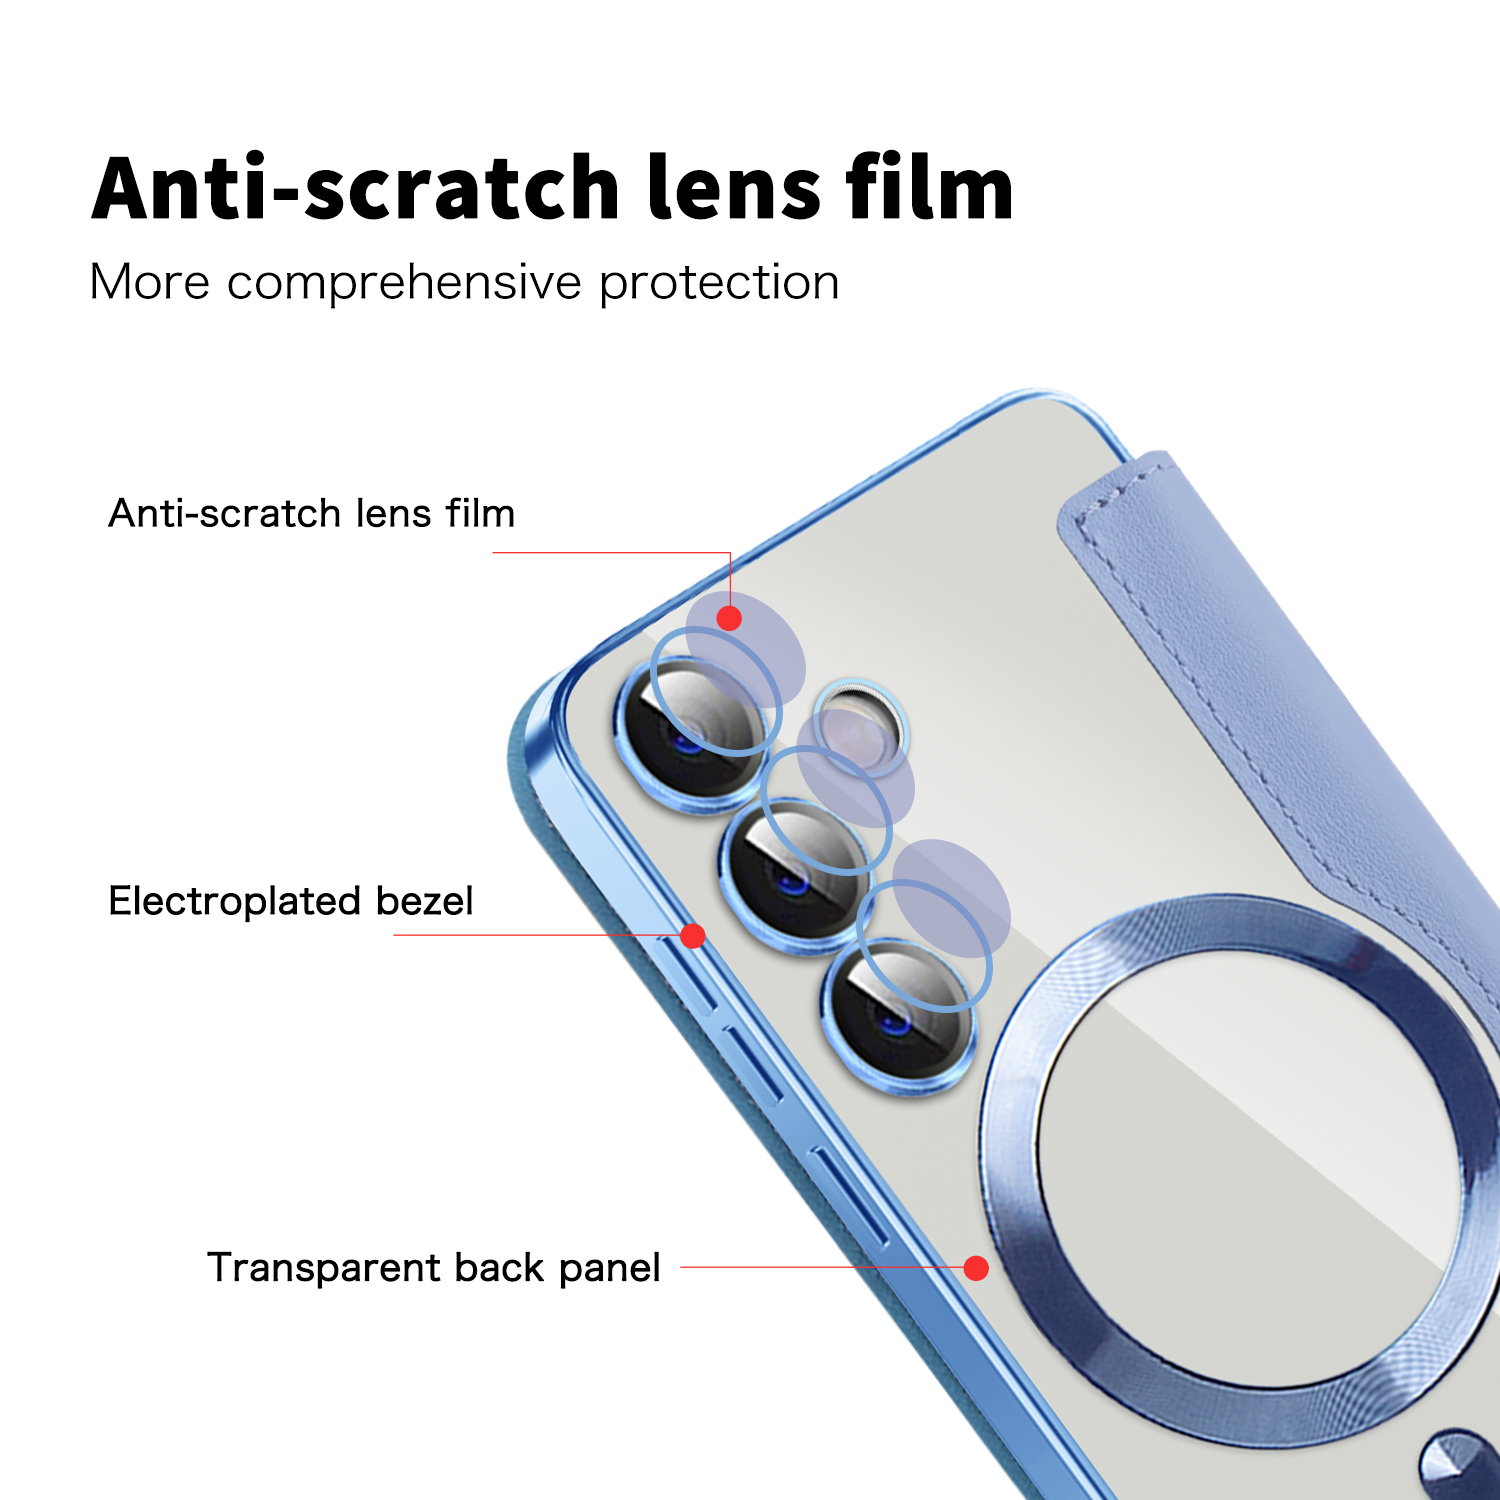 Anti-scratch lens film
More comprehensive protection
Anti-scratch lens film
Electroplated bezel
Transparent back panel